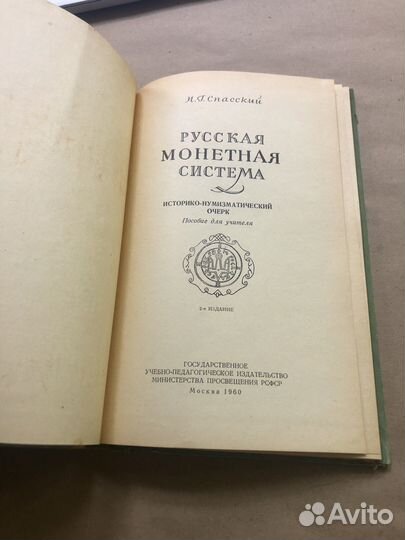 И.Г. Спасский
РУССКАЯ
МОНЕТНАЯ
СИСТЕМА
ИСТОРИКО-НУМИЗМАТИЧЕСКИЙ
ОЧЕРК
Пособие для учителя
2-е ИЗДАНИЕ
ГОСУДАРСТВЕННОЕ
УЧЕБНО-ПЕДАГОГИЧЕСКОЕ ИЗДАТЕЛЬСТВО
МИНИСТЕРСТВА ПРОСВЕЩЕНИЯ РСФСР
Москва 1960
Avito